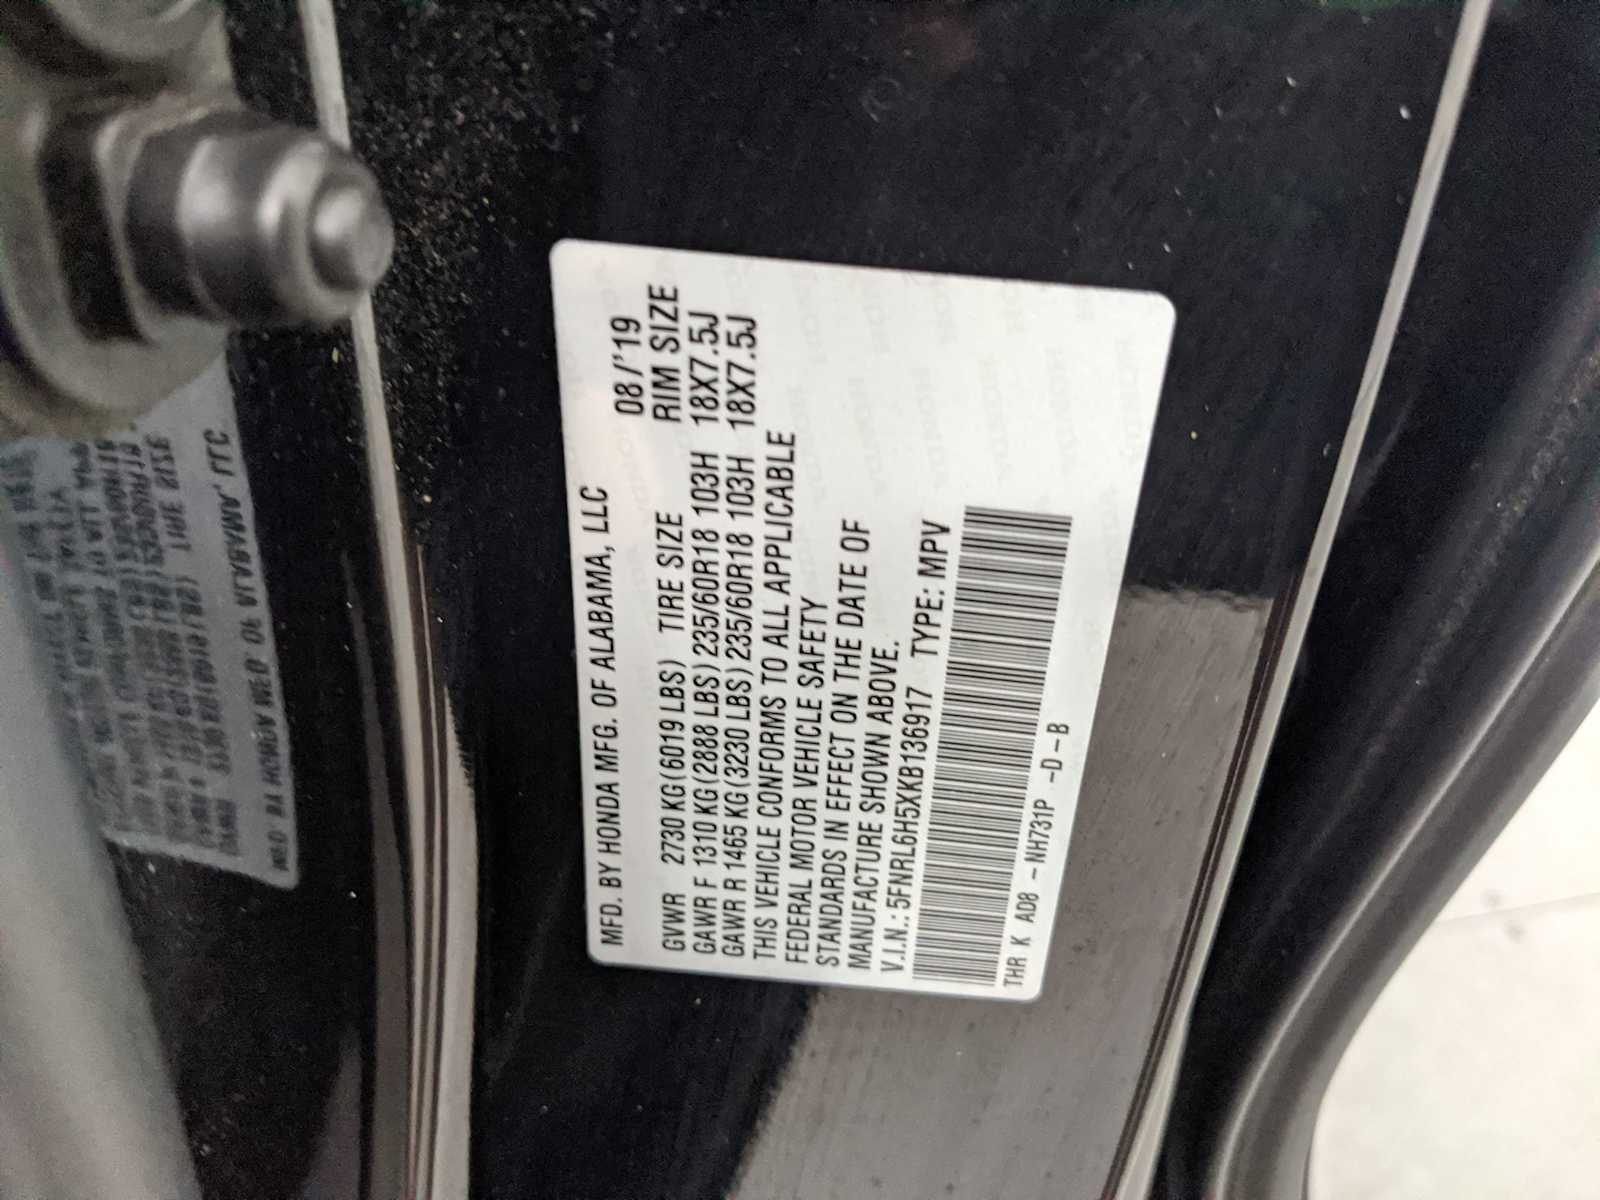 MFD. BY HONDA MFG. OF ALABAMA, LLC 08/'19
GVWR 2730 KG(6019 LBS) TIRE SIZE RIM SIZE
GAWR F 1310 KG(2888 LBS) 235/60R18 103H 18X7.5J
GAWR R 1465 KG(3230 LBS) 235/60R18 103H 18X7.5J
THIS VEHICLE CONFORMS TO ALL APPLICABLE
FEDERAL MOTOR VEHICLE SAFETY
STANDARDS IN EFFECT ON THE DATE OF
MANUFACTURE SHOWN ABOVE.
V.I.N.: 5FNRL6H5XKB136917 TYPE: MPV
THR K AD8 -NH731P -D-B